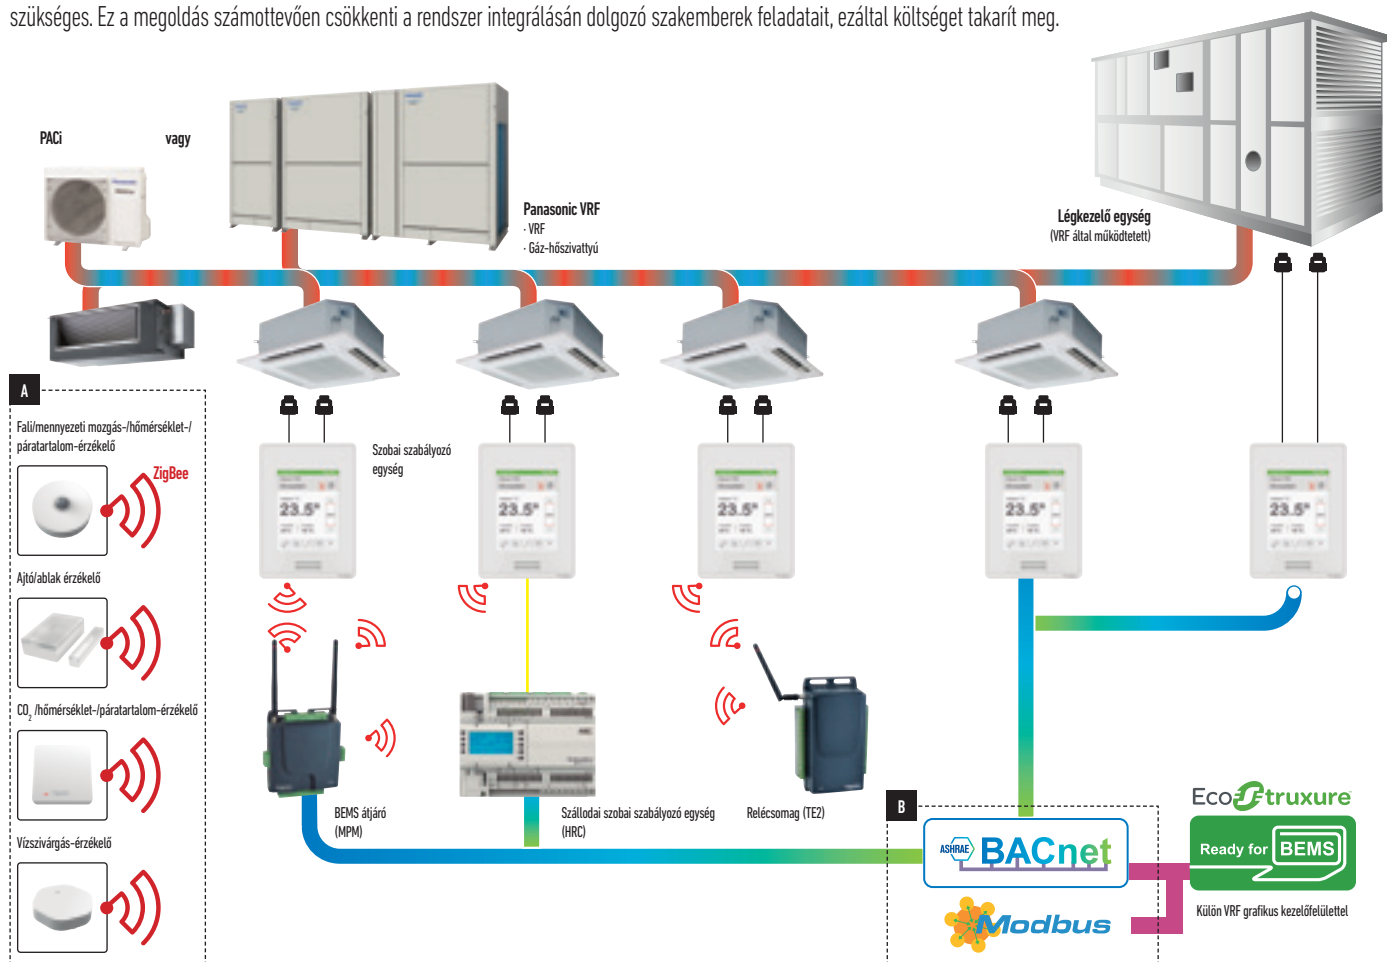 szükséges. Ez a megoldás számottevően csökkenti a rendszer integrálásán dolgozó szakemberek feladatait, ezáltal költséget takarít meg.
PACi
vagy
Panasonic VRF
· VRF
· Gáz-hőszivattyú
Légkezelő egység
(VRF által működtetett)
A
Fali/mennyezeti mozgás-/hőmérséklet-/
páratartalom-érzékelő
ZigBee
Ajtó/ablak érzékelő
CO2 /hőmérséklet-/páratartalom-érzékelő
Vízszivárgás-érzékelő
Szobai szabályozó
egység
23.5°
23.5°
23.5°
23.5°
23.5°
BEMS átjáró
(MPM)
Szállodai szobai szabályozó egység
(HRC)
Relécsomag (TE2)
B
ASHRAE BACnet
Modbus
EcoStruxure
Ready for BEMS
Külön VRF grafikus kezelőfelülettel